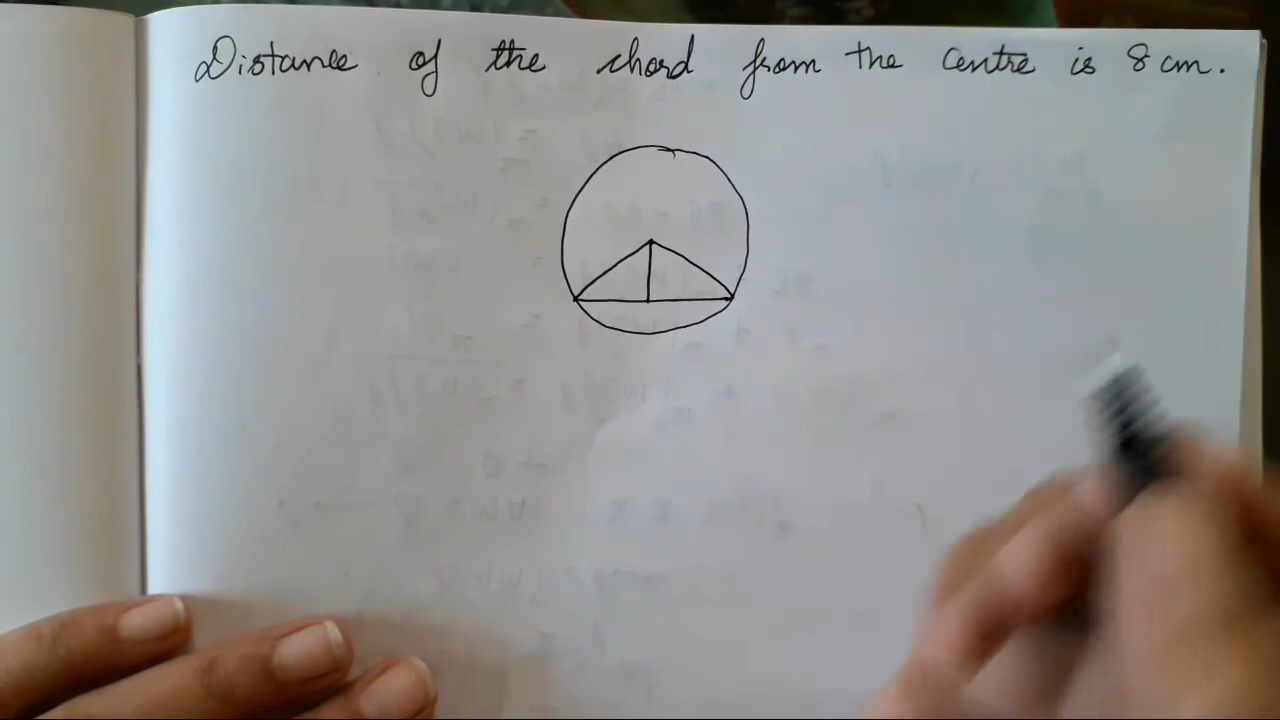 Distance of the chord from the centre is 8 cm.